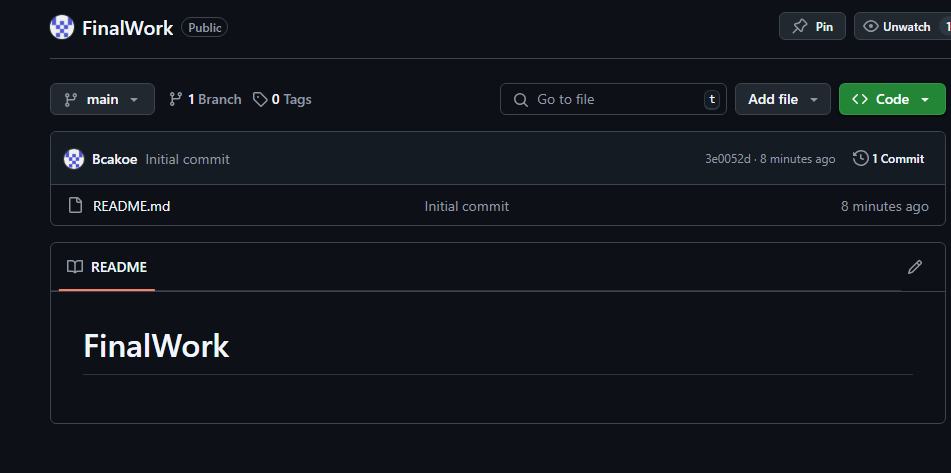 FinalWork Public Pin Unwatch 1
main 1 Branch 0 Tags Go to file t Add file Code
Bcakoe Initial commit 3e0052d · 8 minutes ago 1 Commit
README.md Initial commit 8 minutes ago
README
FinalWork